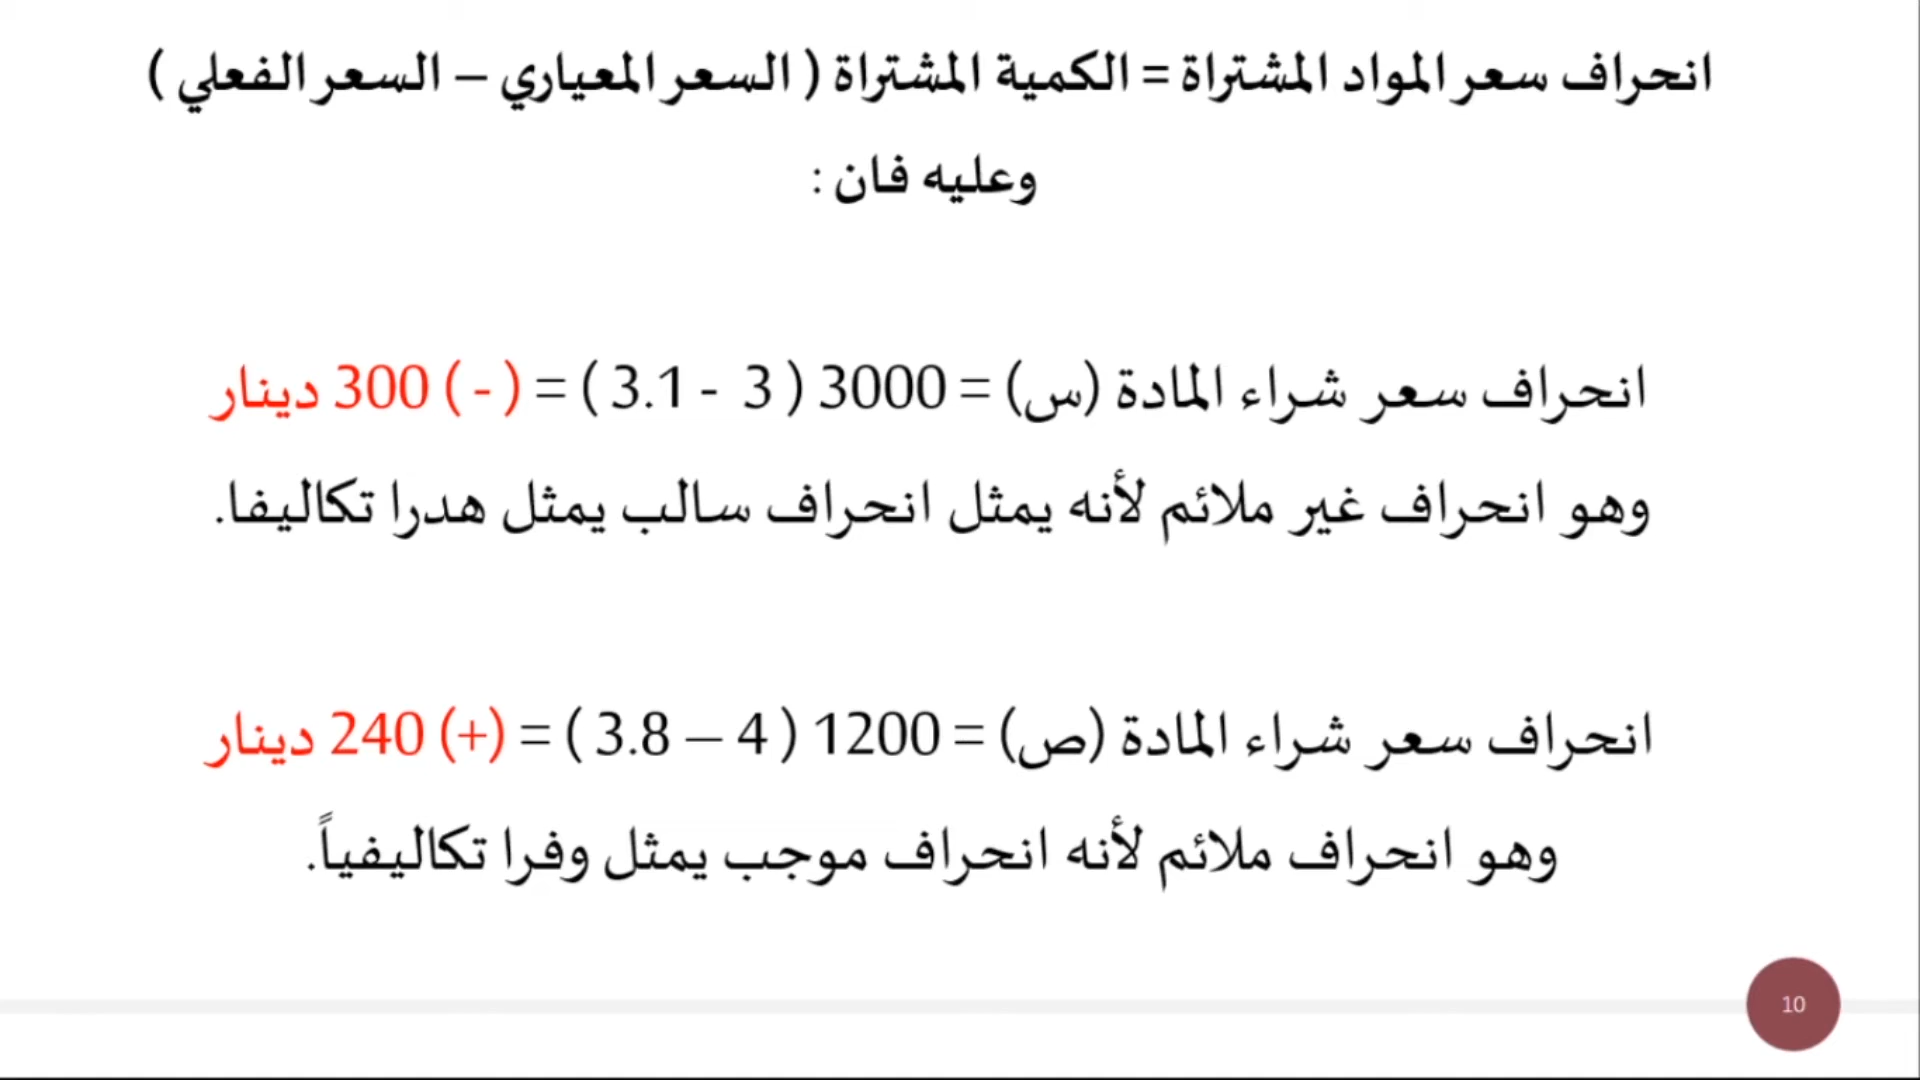 انحراف سعر المواد المشتراة = الكمية المشتراة ( السعر المعياري – السعر الفعلي )
وعليه فان :
انحراف سعر شراء المادة (س) = 3000 ( 3 - 3.1 ) = ( - ) 300 دينار
وهو انحراف غير ملائم لأنه يمثل انحراف سالب يمثل هدرا تكاليفا.
انحراف سعر شراء المادة (ص) = 1200 ( 4 – 3.8 ) = (+) 240 دينار
وهو انحراف ملائم لأنه انحراف موجب يمثل وفرا تكاليفياً.
10